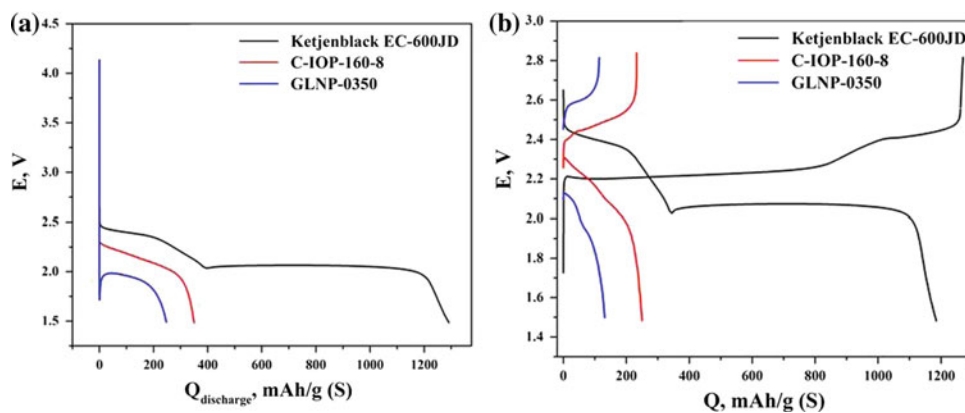 (a)
4.5
4.0
3.5
3.0
2.5
2.0
1.5
E, V
Ketjenblack EC-600JD
C-IOP-160-8
GLNP-0350
0 200 400 600 800 1000 1200
Qdischarge, mAh/g (S)
(b)
3.0
2.8
2.6
2.4
2.2
2.0
1.8
1.6
1.4
E, V
Ketjenblack EC-600JD
C-IOP-160-8
GLNP-0350
0 200 400 600 800 1000 1200
Q, mAh/g (S)